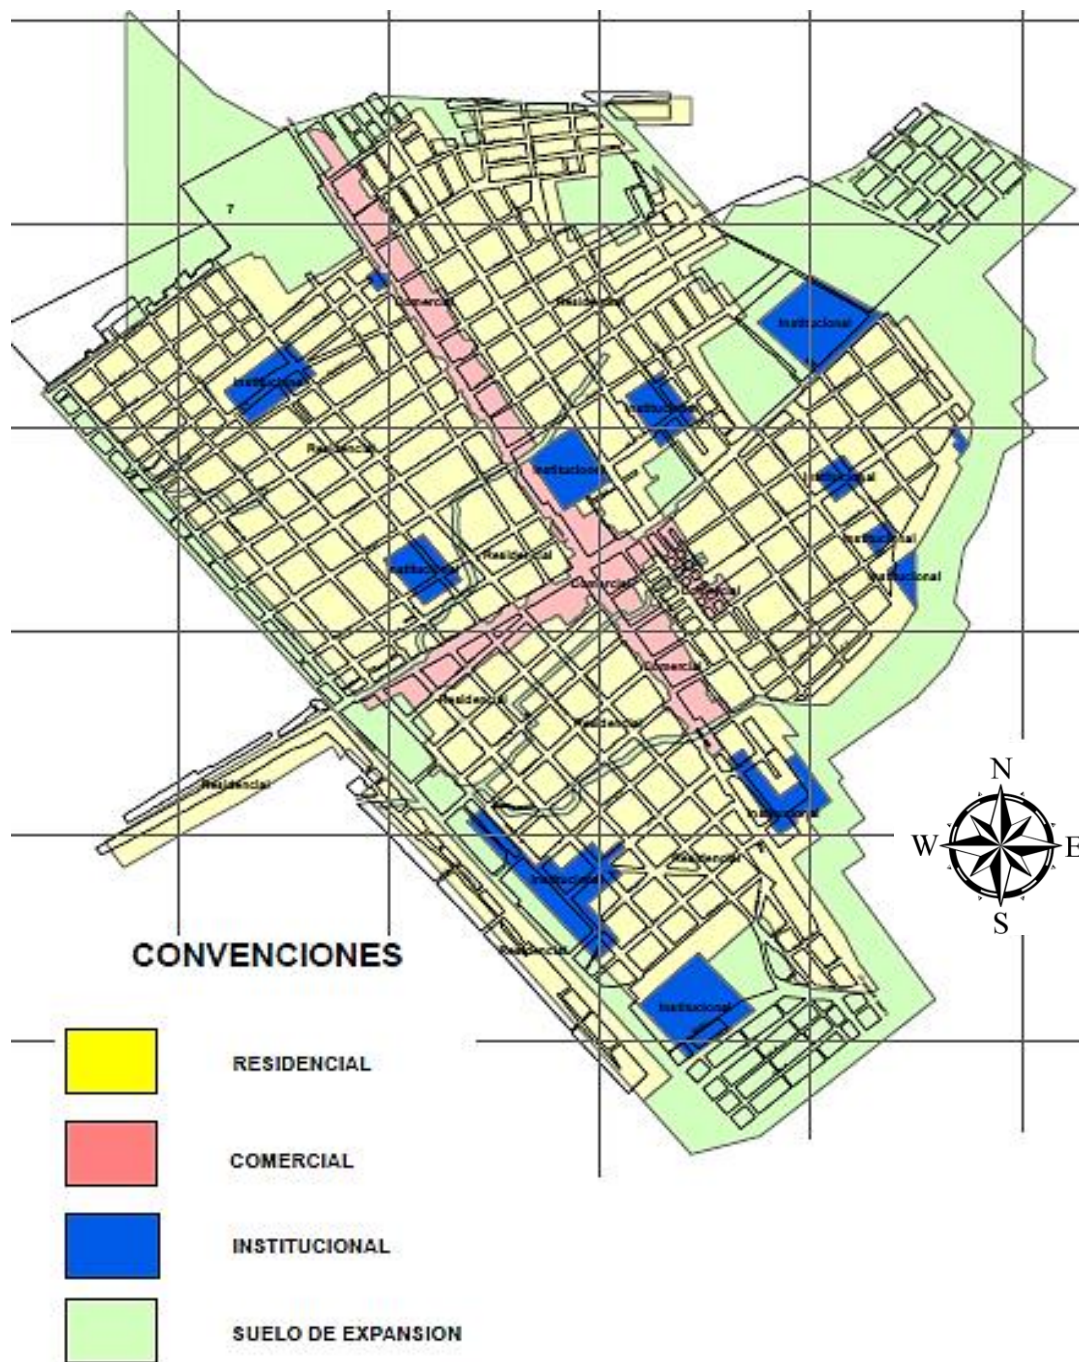 7
Comercial
Residencial
Institucional
Institucional
Institucional
Residencial
Institucional
Institucional
Institucional
Residencial
Institucional
Comercial
Institucional
Comercial
Comercial
Residencial
Residencial
Residencial
Institucional
Residencial
Institucional
Residencial
Institucional
N
W E
S
CONVENCIONES
RESIDENCIAL
COMERCIAL
INSTITUCIONAL
SUELO DE EXPANSION